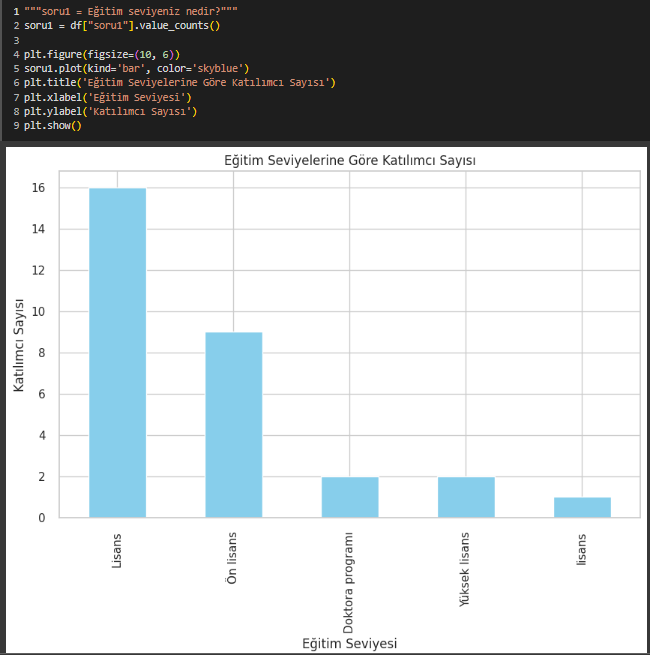 1 """soru1 = Eğitim seviyeniz nedir?"""
2 soru1 = df["soru1"].value_counts()
3
4 plt.figure(figsize=(10, 6))
5 soru1.plot(kind='bar', color='skyblue')
6 plt.title('Eğitim Seviyelerine Göre Katılımcı Sayısı')
7 plt.xlabel('Eğitim Seviyesi')
8 plt.ylabel('Katılımcı Sayısı')
9 plt.show()
Eğitim Seviyelerine Göre Katılımcı Sayısı
Katılımcı Sayısı
16
14
12
10
8
6
4
2
0
Lisans
Ön lisans
Doktora programı
Yüksek lisans
lisans
Eğitim Seviyesi